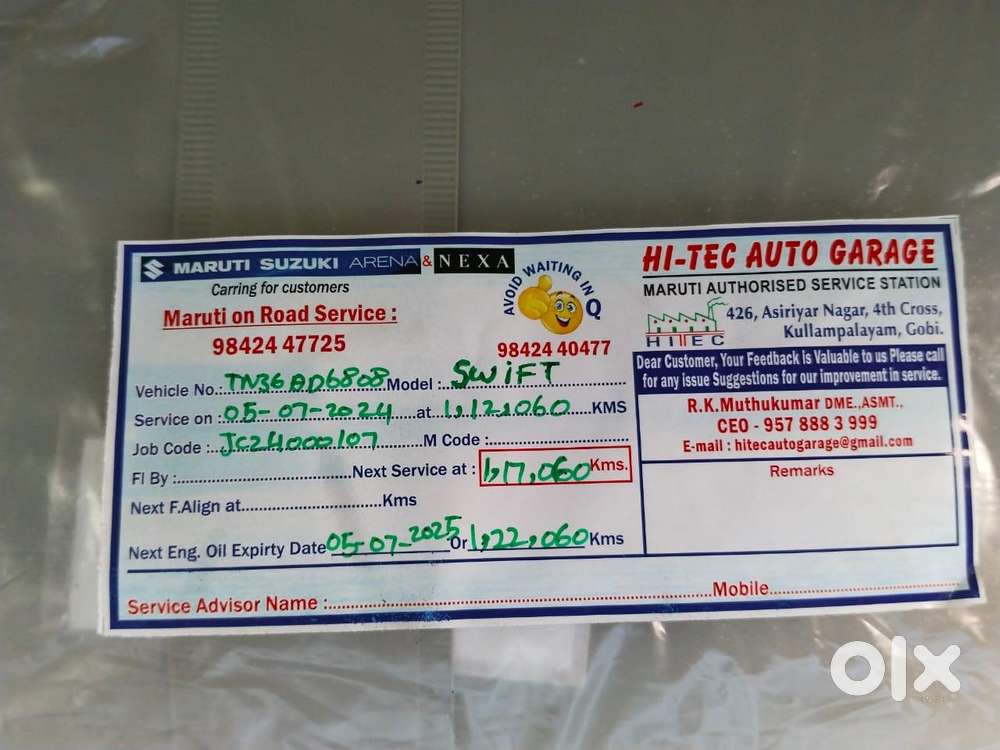 MARUTI SUZUKI ARENA & NEXA
Carring for customers
Maruti on Road Service :
98424 47725
AVOID WAITING IN Q
98424 40477
HI-TEC AUTO GARAGE
MARUTI AUTHORISED SERVICE STATION
HITEC
426, Asiriyar Nagar, 4th Cross,
Kullampalayam, Gobi.
Dear Customer, Your Feedback is Valuable to us Please call
for any issue Suggestions for our improvement in service.
R.K.Muthukumar DME.,ASMT.,
CEO - 957 888 3 999
E-mail : hitecautogarage@gmail.com
Remarks
Vehicle No.: TN36AD6808 Model : SWIFT
Service on : 05-07-2024 at 1,12,060 KMS
Job Code : JC24000107 M Code :
FI By : Next Service at : 1,17,060 Kms.
Next F.Align at Kms
Next Eng. Oil Expirty Date 05-07-2025 Or 1,22,060 Kms
Service Advisor Name : Mobile
olx